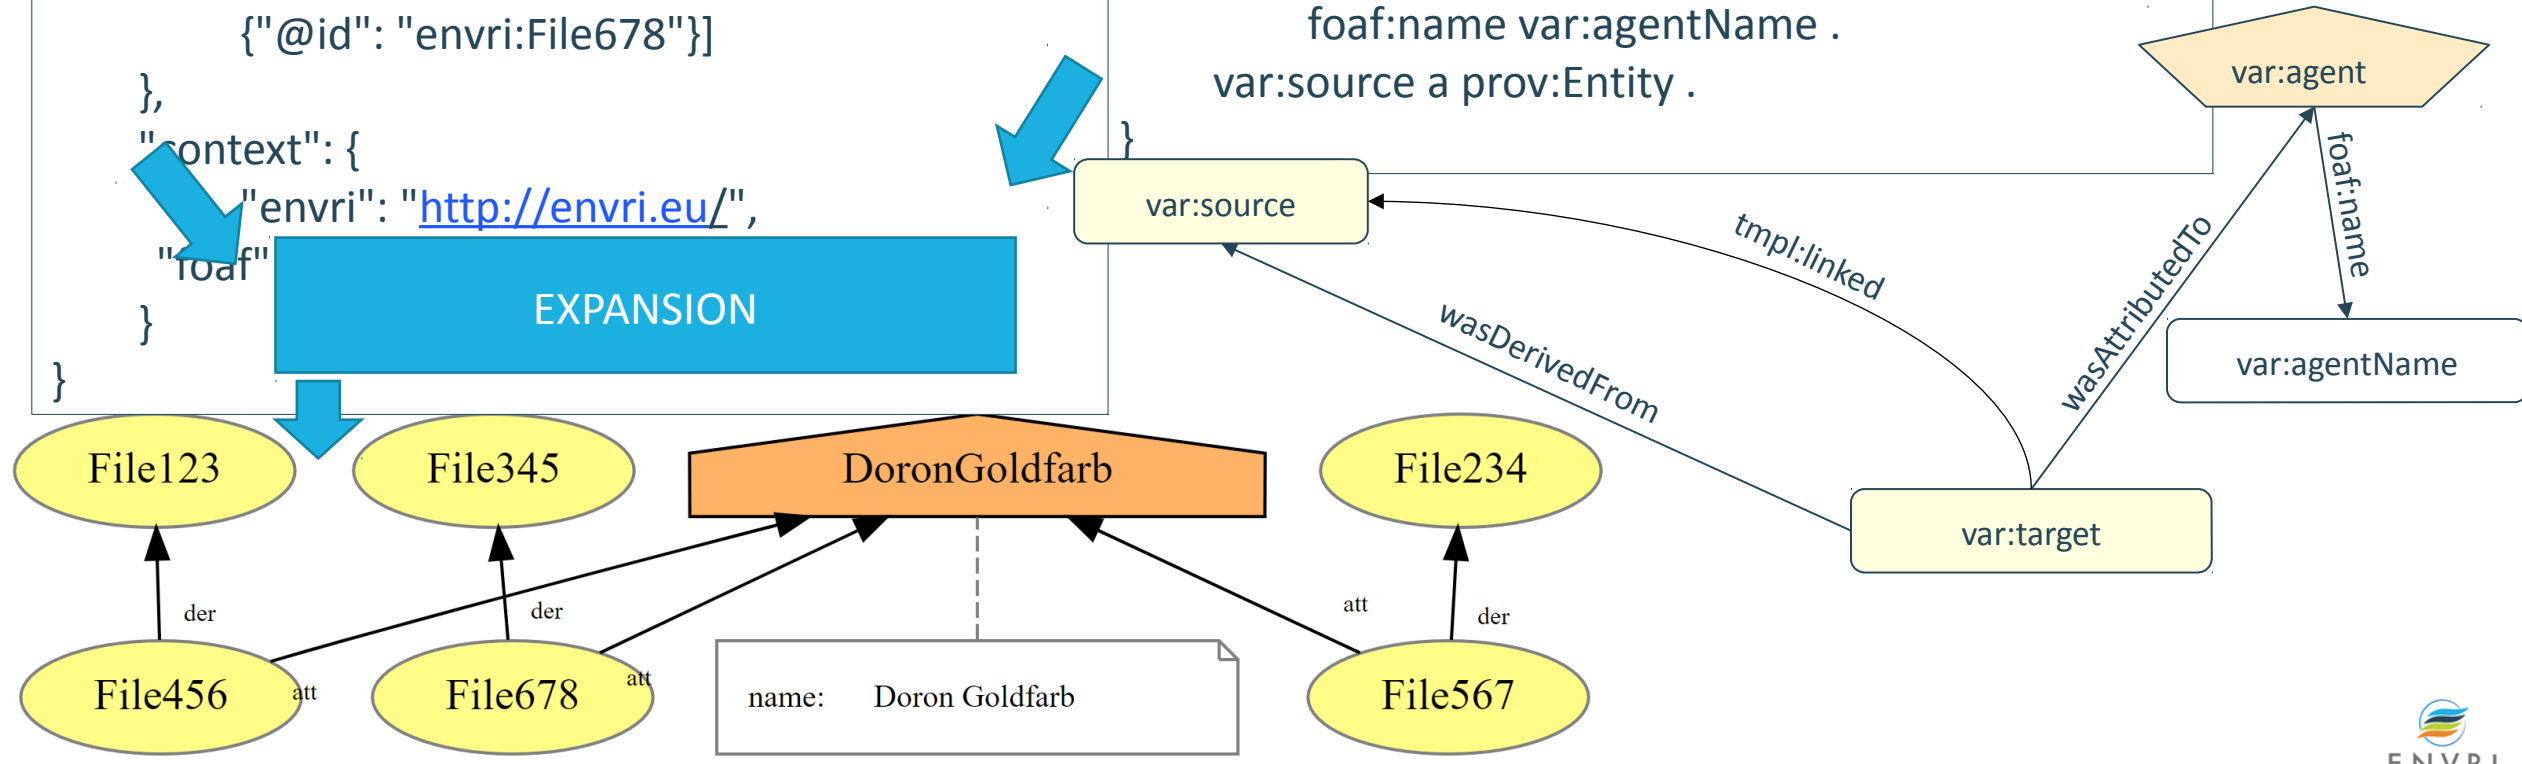 {"@id": "envri:File678"}]
},
"context": {
"envri": "http://envri.eu/",
"foaf"
}
}
EXPANSION
foaf:name var:agentName .
var:source a prov:Entity .
}
var:agent
foaf:name
var:source
tmpl:linked
wasAttributedTo
wasDerivedFrom
var:agentName
var:target
File123
File345
DoronGoldfarb
File234
der
der
att
der
File456
att
File678
att
name: Doron Goldfarb
File567
ENVRI